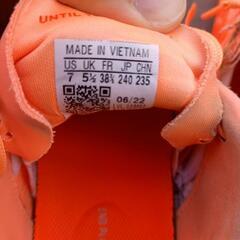 UNTIL
MADE IN VIETNAM
US UK FR JP CHN
7 5½ 38⅔ 240 235
06/22